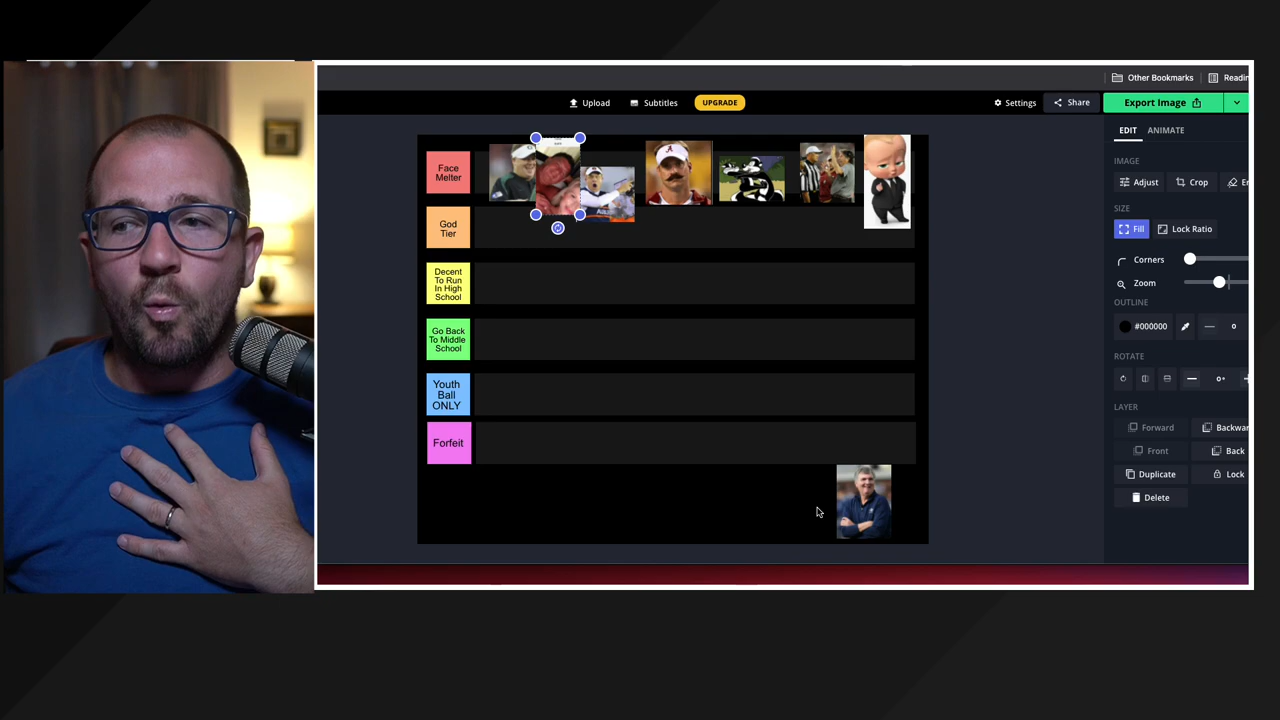 Other Bookmarks
Upload
Subtitles
UPGRADE
Settings
Share
Export Image
EDIT
ANIMATE
IMAGE
Adjust
Crop
SIZE
Fill
Lock Ratio
Corners
Zoom
OUTLINE
#000000
0
ROTATE
0°
LAYER
Forward
Front
Back
Duplicate
Lock
Delete
Face
Melter
God
Tier
Decent
To Run
In High
School
Go Back
To Middle
School
Youth
Ball
ONLY
Forfeit